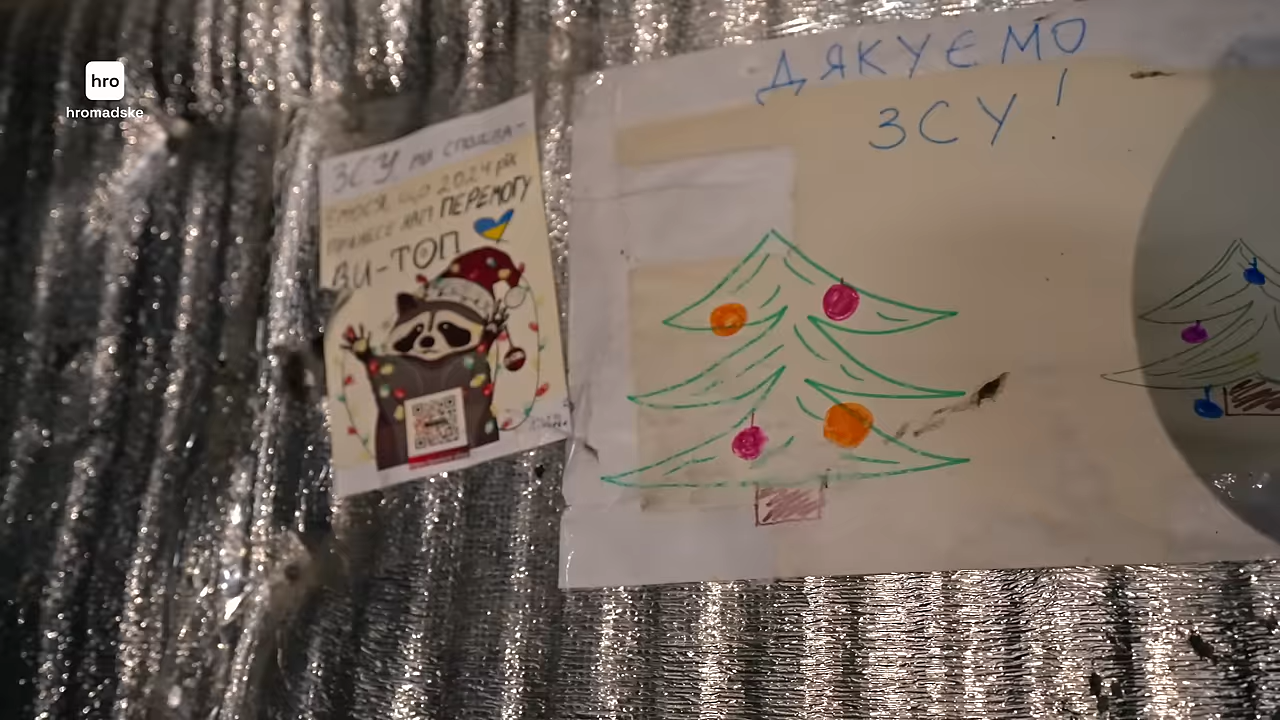 hro
hromadske
ЗСУ ми сподіва-
ємося, що 2024 рік
принесе нам ПЕРЕМОГУ
ВИ-ТОП
ДЯКУЄМО
ЗСУ!